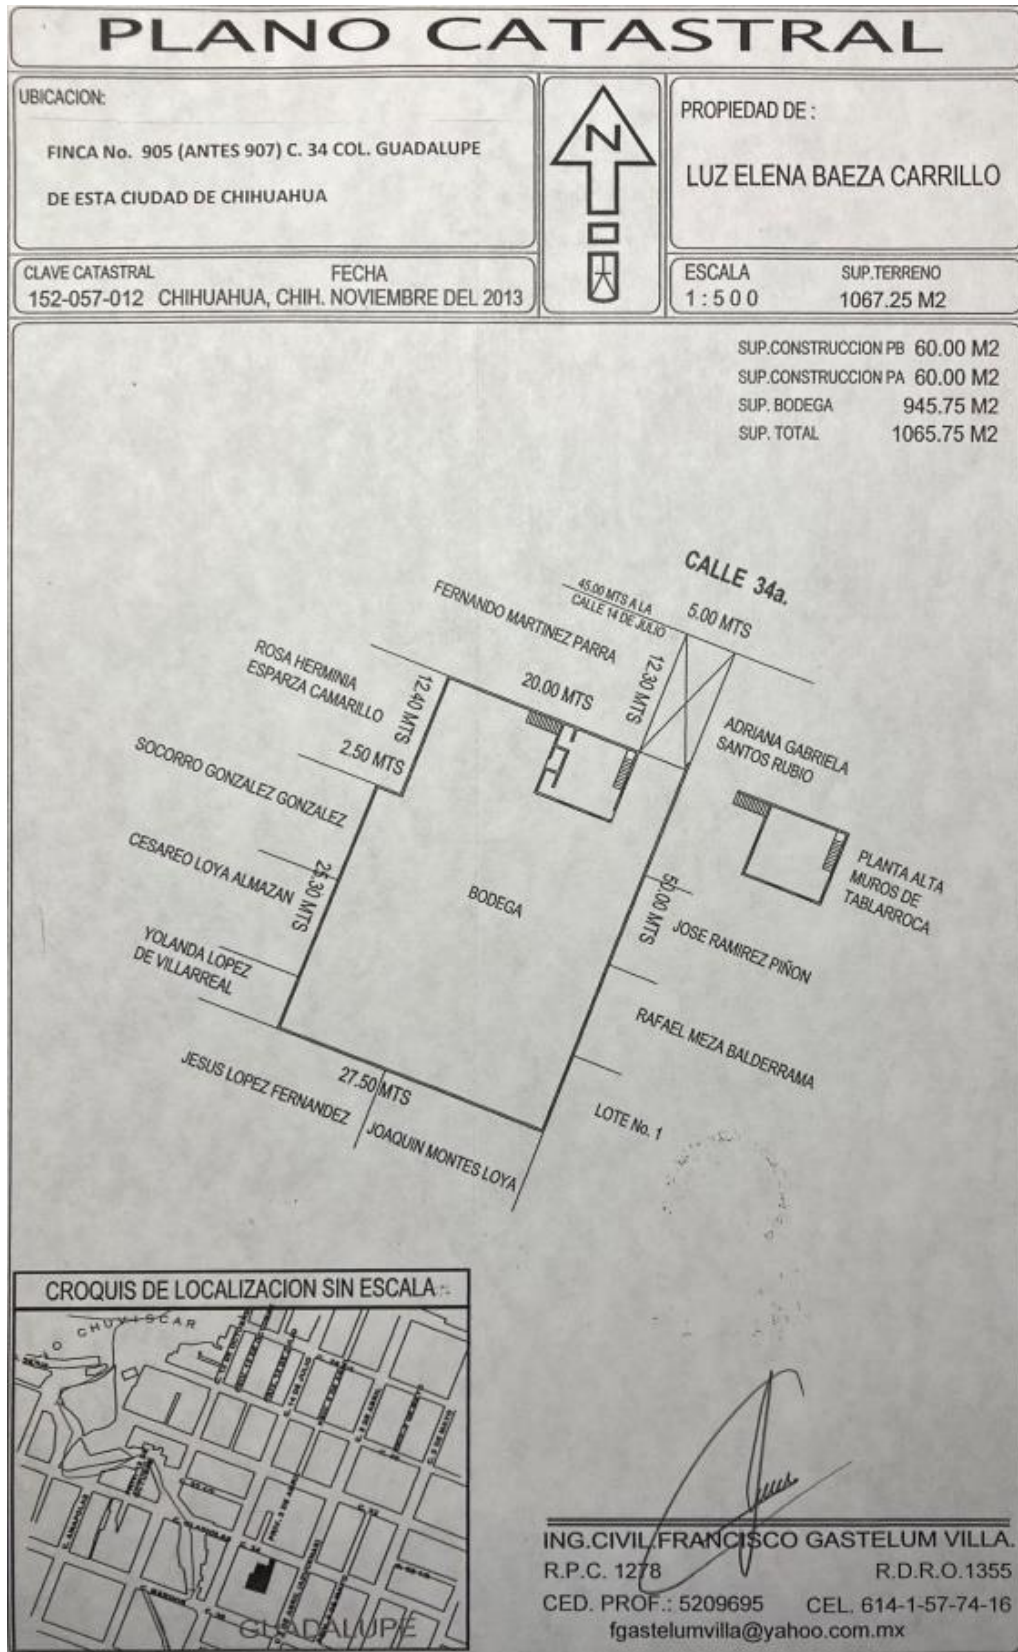 PLANO CATASTRAL
UBICACION:
FINCA No. 905 (ANTES 907) C. 34 COL. GUADALUPE
DE ESTA CIUDAD DE CHIHUAHUA
N
PROPIEDAD DE :
LUZ ELENA BAEZA CARRILLO
CLAVE CATASTRAL
152-057-012
FECHA
CHIHUAHUA, CHIH. NOVIEMBRE DEL 2013
ESCALA
1 : 5 0 0
SUP.TERRENO
1067.25 M2
SUP.CONSTRUCCION PB 60.00 M2
SUP.CONSTRUCCION PA 60.00 M2
SUP. BODEGA 945.75 M2
SUP. TOTAL 1065.75 M2
CALLE 34a.
45.00 MTS A LA
CALLE 14 DE JULIO
5.00 MTS
FERNANDO MARTINEZ PARRA
20.00 MTS
12.30 MTS
ROSA HERMINIA
ESPARZA CAMARILLO
12.40 MTS
2.50 MTS
ADRIANA GABRIELA
SANTOS RUBIO
SOCORRO GONZALEZ GONZALEZ
CESAREO LOYA ALMAZAN
25.30 MTS
BODEGA
50.00 MTS
PLANTA ALTA
MUROS DE
TABLARROCA
JOSE RAMIREZ PIÑON
YOLANDA LOPEZ
DE VILLARREAL
RAFAEL MEZA BALDERRAMA
JESUS LOPEZ FERNANDEZ
27.50 MTS
JOAQUIN MONTES LOYA
LOTE No. 1
CROQUIS DE LOCALIZACION SIN ESCALA
CHUVISCAR
C. 14 DE JULIO
GUADALUPE
ING.CIVIL.FRANCISCO GASTELUM VILLA.
R.P.C. 1278 R.D.R.O.1355
CED. PROF.: 5209695 CEL. 614-1-57-74-16
fgastelumvilla@yahoo.com.mx